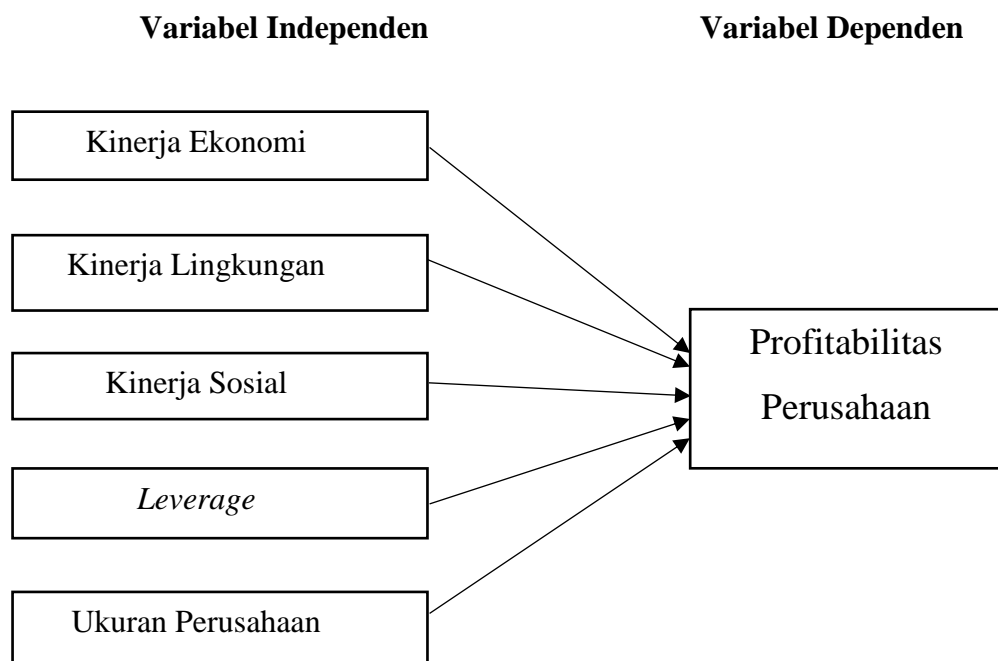 Variabel Independen
Variabel Dependen
Kinerja Ekonomi
Kinerja Lingkungan
Kinerja Sosial
Leverage
Ukuran Perusahaan
Profitabilitas
Perusahaan